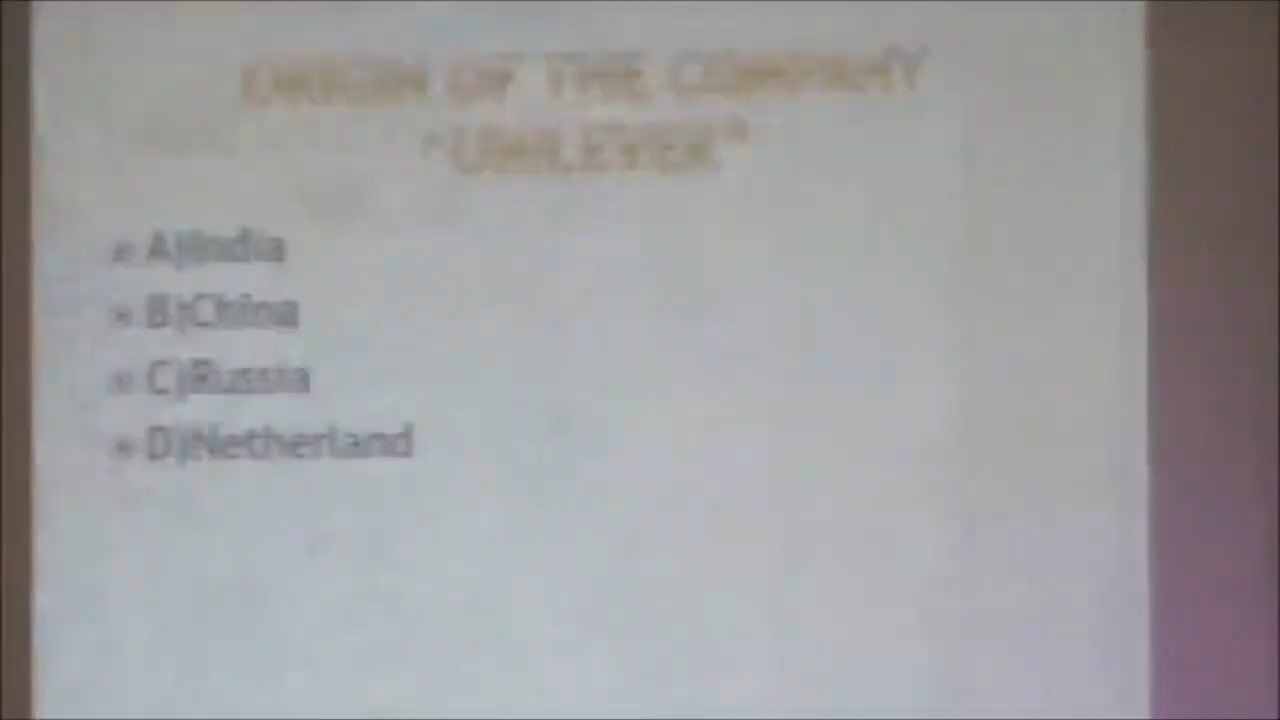 ORIGIN OF THE COMPANY
"UNILEVER"
A)India
B)China
C)Russia
D)Netherland